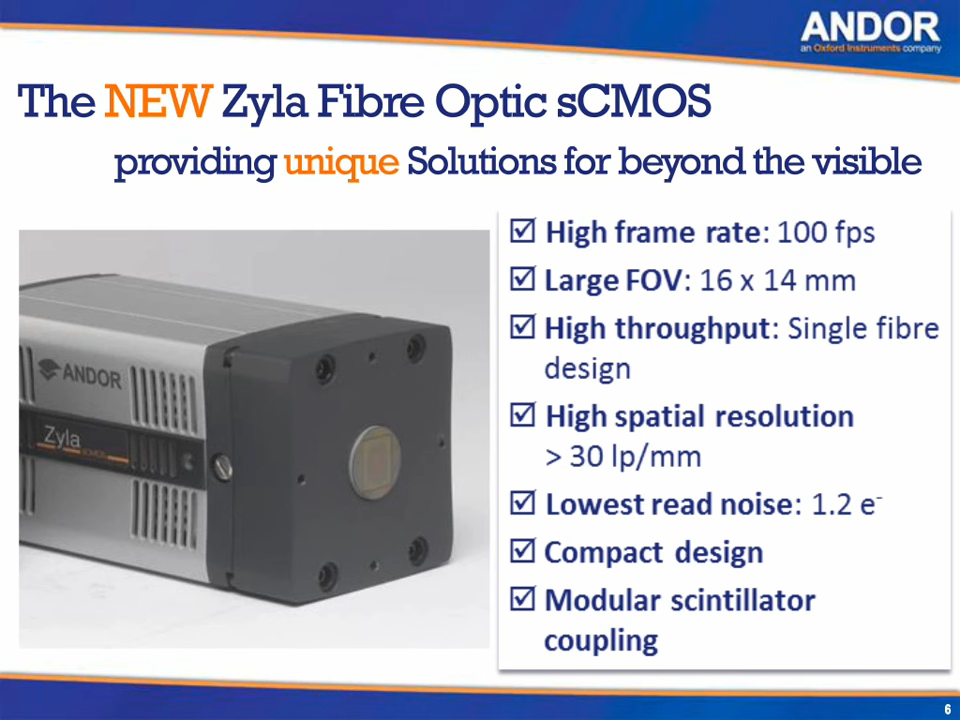 ANDOR
an Oxford Instruments company
The NEW Zyla Fibre Optic sCMOS
providing unique Solutions for beyond the visible
ANDOR
Zyla
sCMOS
☑ High frame rate: 100 fps
☑ Large FOV: 16 x 14 mm
☑ High throughput: Single fibre
design
☑ High spatial resolution
> 30 lp/mm
☑ Lowest read noise: 1.2 e⁻
☑ Compact design
☑ Modular scintillator
coupling
6